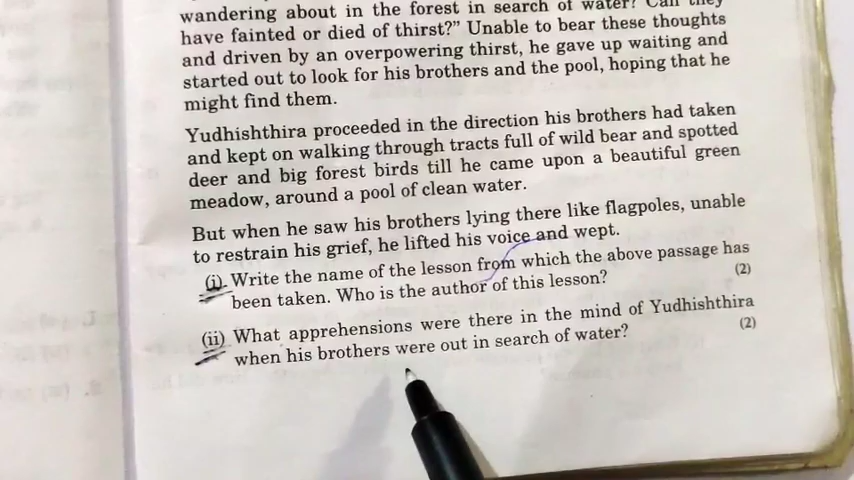 wandering about in the forest in search of water? Can they
have fainted or died of thirst?" Unable to bear these thoughts
and driven by an overpowering thirst, he gave up waiting and
started out to look for his brothers and the pool, hoping that he
might find them.
Yudhishthira proceeded in the direction his brothers had taken
and kept on walking through tracts full of wild bear and spotted
deer and big forest birds till he came upon a beautiful green
meadow, around a pool of clean water.
But when he saw his brothers lying there like flagpoles, unable
to restrain his grief, he lifted his voice and wept.
(i) Write the name of the lesson from which the above passage has
been taken. Who is the author of this lesson? (2)
(ii) What apprehensions were there in the mind of Yudhishthira
when his brothers were out in search of water? (2)